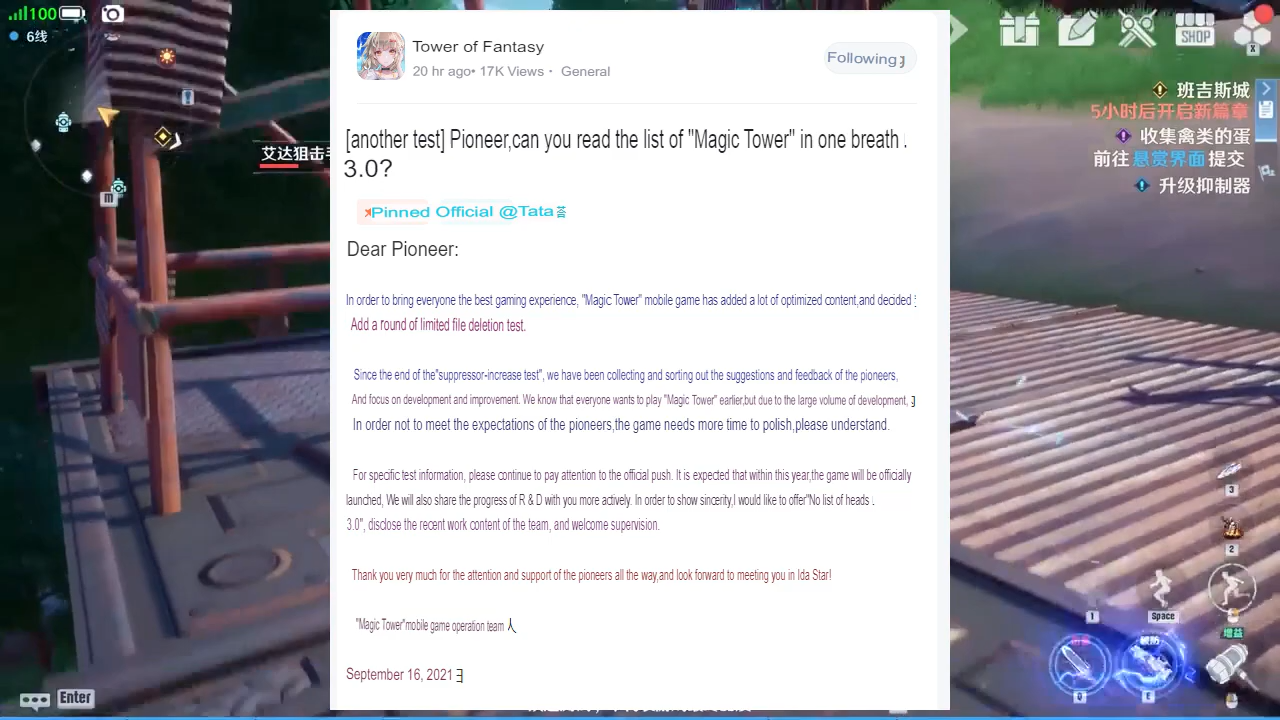 100
6线
艾达狙击手
m
Tower of Fantasy
20 hr ago• 17K Views • General
Following
[another test] Pioneer,can you read the list of "Magic Tower" in one breath
3.0?
Pinned Official @Tata
Dear Pioneer:
In order to bring everyone the best gaming experience, "Magic Tower" mobile game has added a lot of optimized content,and decided
Add a round of limited file deletion test.
Since the end of the"suppressor-increase test", we have been collecting and sorting out the suggestions and feedback of the pioneers,
And focus on development and improvement. We know that everyone wants to play "Magic Tower" earlier,but due to the large volume of development,
In order not to meet the expectations of the pioneers,the game needs more time to polish,please understand.
For specific test information, please continue to pay attention to the official push. It is expected that within this year,the game will be officially
launched, We will also share the progress of R & D with you more actively. In order to show sincerity,I would like to offer"No list of heads
3.0", disclose the recent work content of the team, and welcome supervision.
Thank you very much for the attention and support of the pioneers all the way,and look forward to meeting you in Ida Star!
"Magic Tower"mobile game operation team 人
September 16, 2021
SHOP
X
班吉斯城
5小时后开启新篇章
收集禽类的蛋
前往悬赏界面提交
升级抑制器
3
2
1
Space
增益
破防
Q
E
Enter